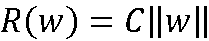 R(w) = C‖w‖